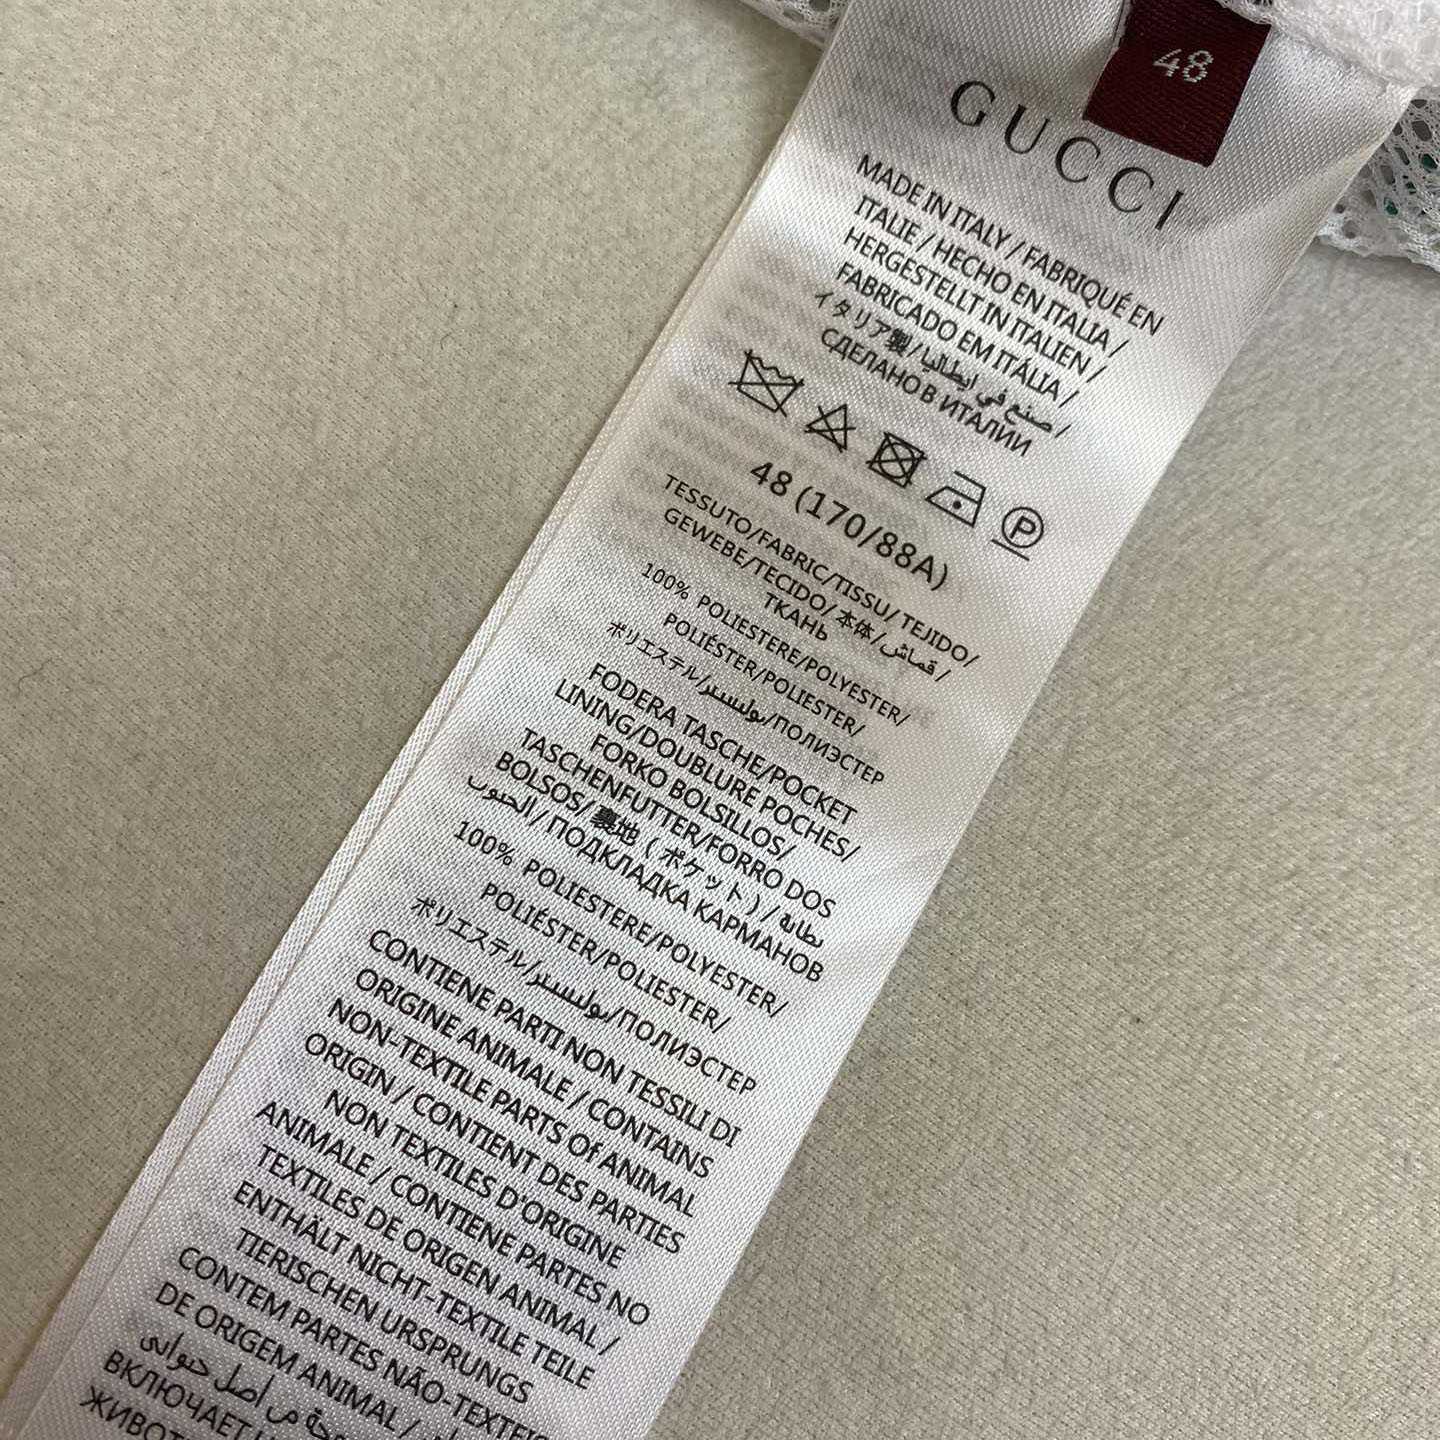 48
GUCCI
MADE IN ITALY / FABRIQUÉ EN
ITALIE / HECHO EN ITALIA /
HERGESTELLT IN ITALIEN /
FABRICADO EM ITÁLIA /
イタリア製/ صنع في إيطاليا /
СДЕЛАНО В ИТАЛИИ
P
48 (170/88A)
TESSUTO/FABRIC/TISSU/ TEJIDO/
GEWEBE/TECIDO/ 本体/ قماش /
ТКАНЬ
100% POLIESTERE/POLYESTER/
POLIÉSTER/POLIESTER/
ポリエステル/بوليستر/ПОЛИЭСТЕР
FODERA TASCHE/POCKET
LINING/DOUBLURE POCHES/
FORKO BOLSILLOS/
TASCHENFUTTER/FORRO DOS
BOLSOS/ 裏地 ( ポケット ) / بطانة
الجيوب / ПОДКЛАДКА КАРМАНОВ
100% POLIESTERE/POLYESTER/
POLIÉSTER/POLIESTER/
ポリエステル/بوليستر/ПОЛИЭСТЕР
CONTIENE PARTI NON TESSILI DI
ORIGINE ANIMALE / CONTAINS
NON-TEXTILE PARTS Of ANIMAL
ORIGIN / CONTIENT DES PARTIES
NON TEXTILES D'ORIGINE
ANIMALE / CONTIENE PARTES NO
TEXTILES DE ORIGEN ANIMAL /
ENTHÄLT NICHT-TEXTILE TEILE
TIERISCHEN URSPRUNGS
CONTEM PARTES NÃO-TEXTEIS
DE ORIGEM ANIMAL /
من اصل حيواني
ВКЛЮЧАЕТ